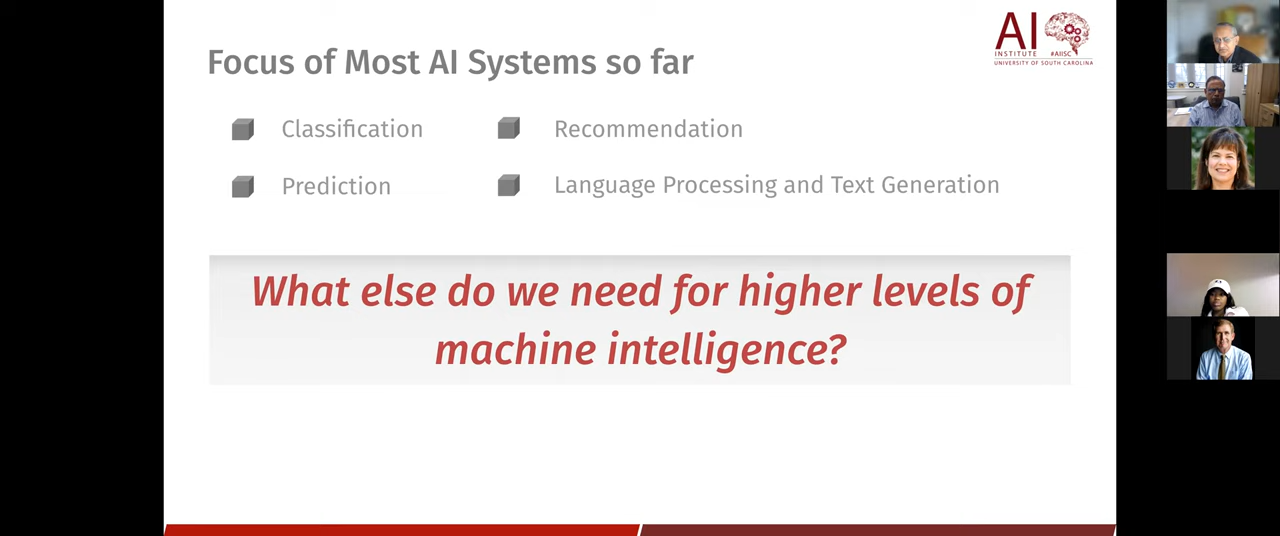 Focus of Most AI Systems so far
AI
INSTITUTE #AIISC
UNIVERSITY OF SOUTH CAROLINA
Classification
Recommendation
Prediction
Language Processing and Text Generation
What else do we need for higher levels of
machine intelligence?